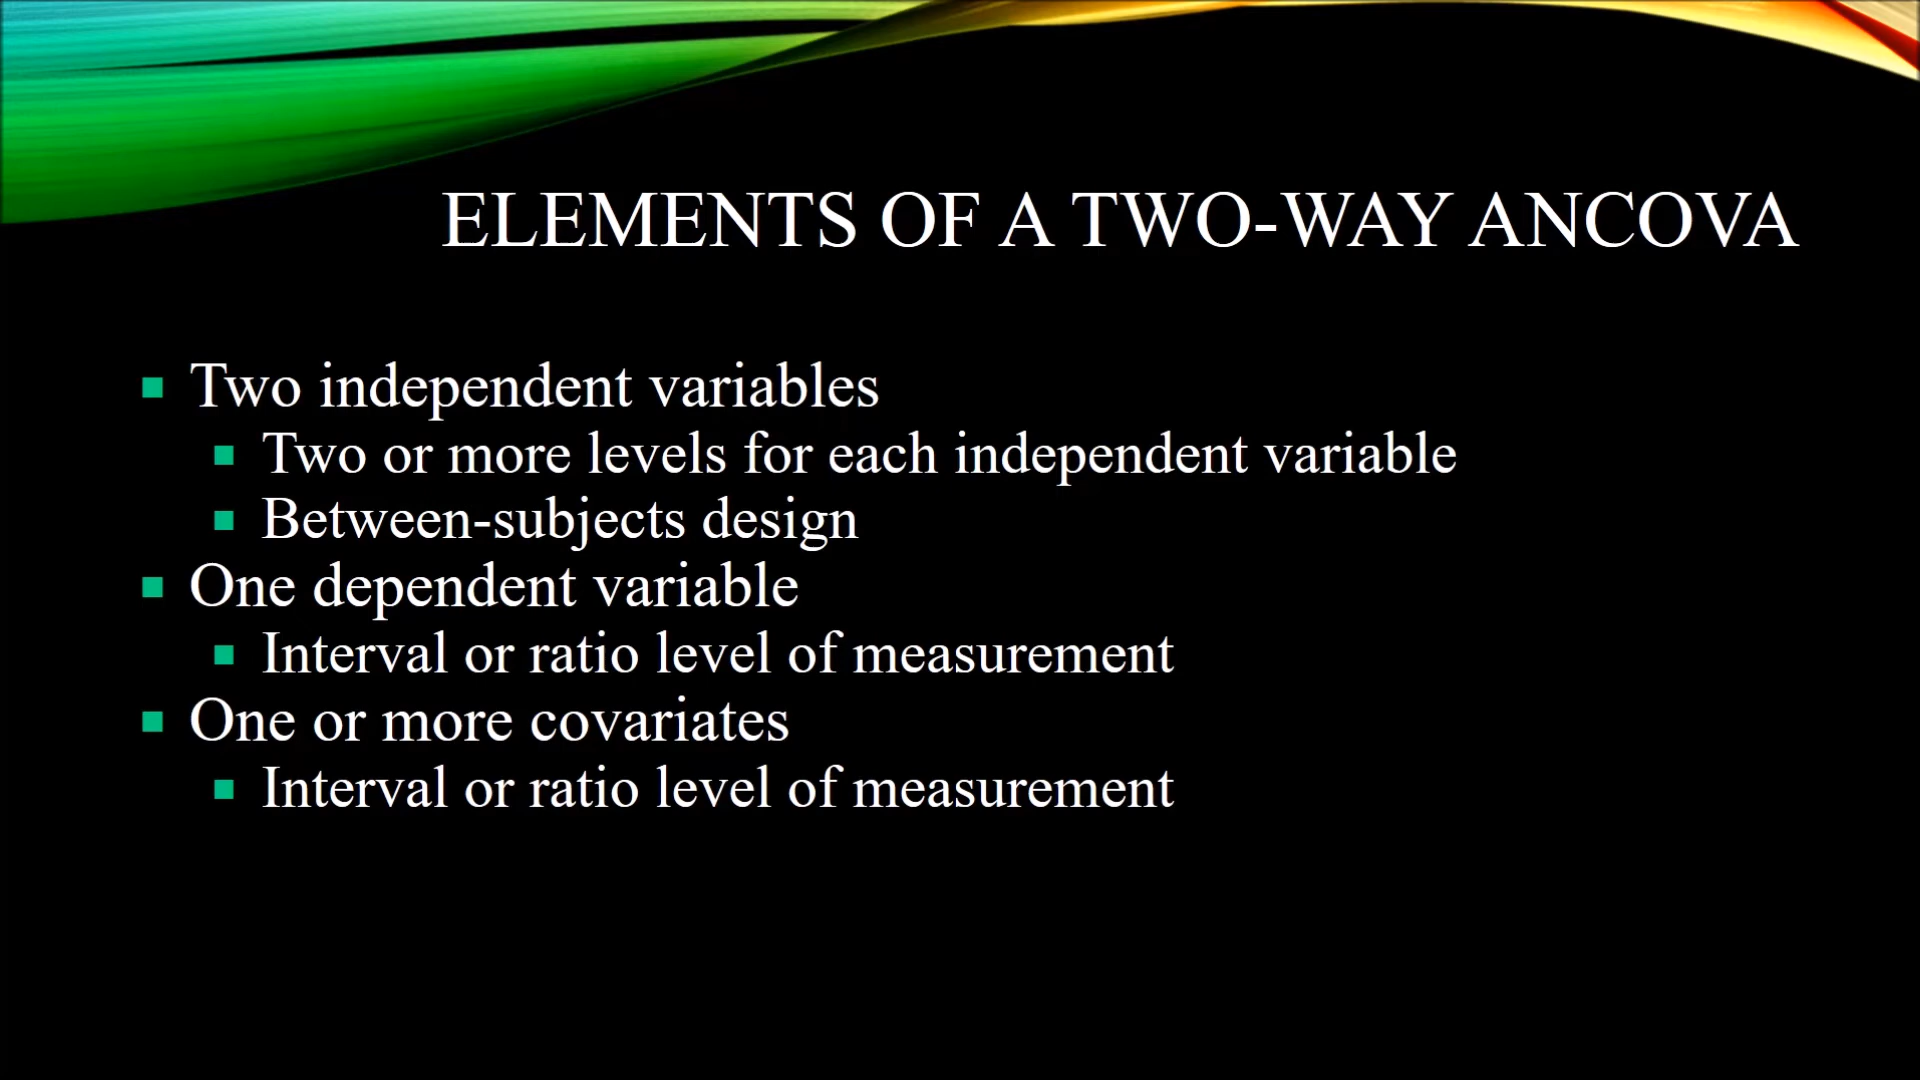 ELEMENTS OF A TWO-WAY ANCOVA
Two independent variables
Two or more levels for each independent variable
Between-subjects design
One dependent variable
Interval or ratio level of measurement
One or more covariates
Interval or ratio level of measurement